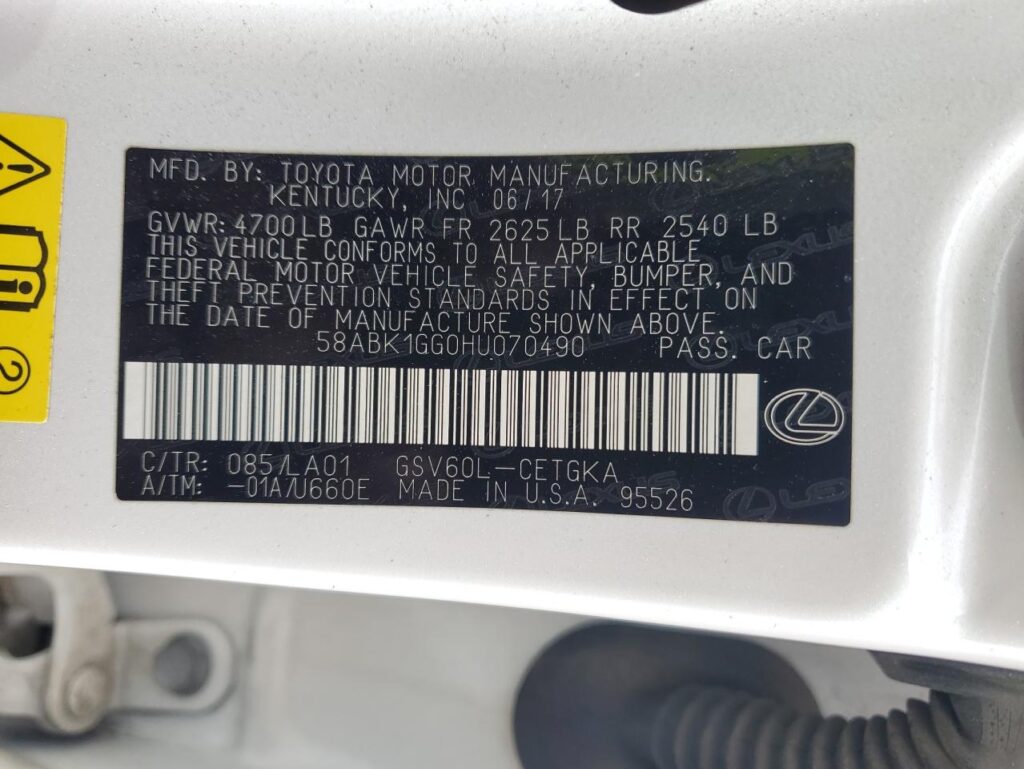 MFD. BY: TOYOTA MOTOR MANUFACTURING.
KENTUCKY, INC 06/17
GVWR: 4700LB GAWR FR 2625LB RR 2540 LB
THIS VEHICLE CONFORMS TO ALL APPLICABLE
FEDERAL MOTOR VEHICLE SAFETY, BUMPER, AND
THEFT PREVENTION STANDARDS IN EFFECT ON
THE DATE OF MANUFACTURE SHOWN ABOVE.
58ABK1GG0HU070490 PASS. CAR
C/TR: 085/LA01 GSV60L-CETGKA
A/TM: -01A/U660E MADE IN U.S.A. 95526
2
LEXUS